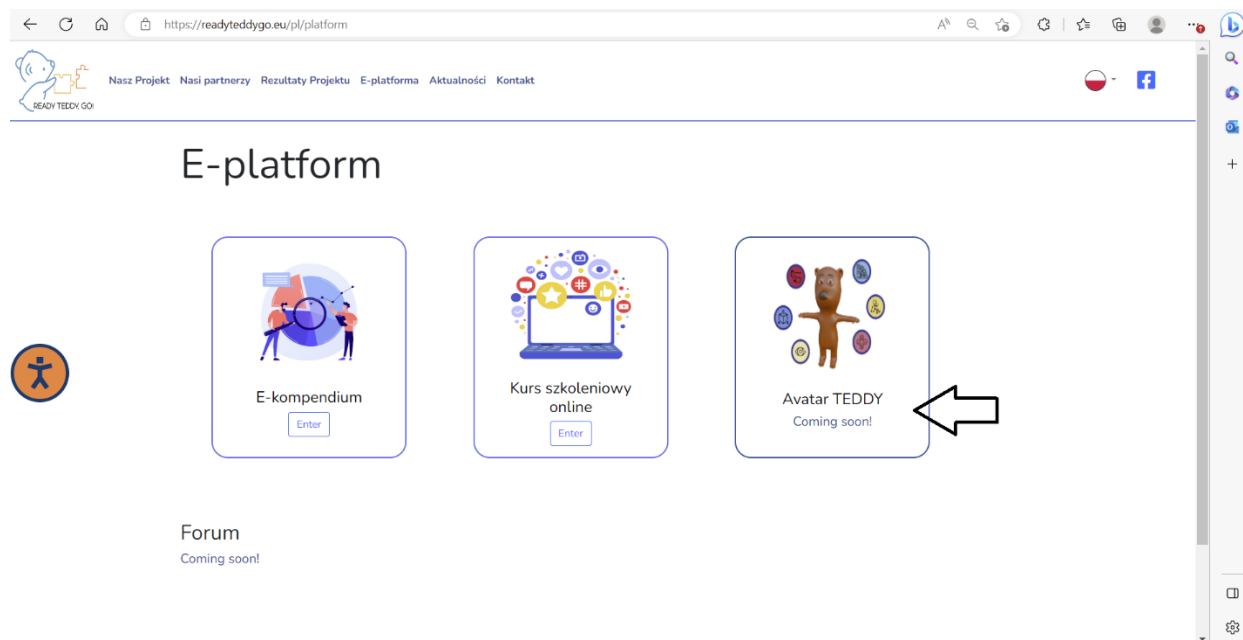 https://readyteddygo.eu/pl/platform
READY TEDDY, GO!
Nasz Projekt Nasi partnerzy Rezultaty Projektu E-platforma Aktualności Kontakt
E-platform
E-kompendium
Enter
Kurs szkoleniowy
online
Enter
Avatar TEDDY
Coming soon!
Forum
Coming soon!